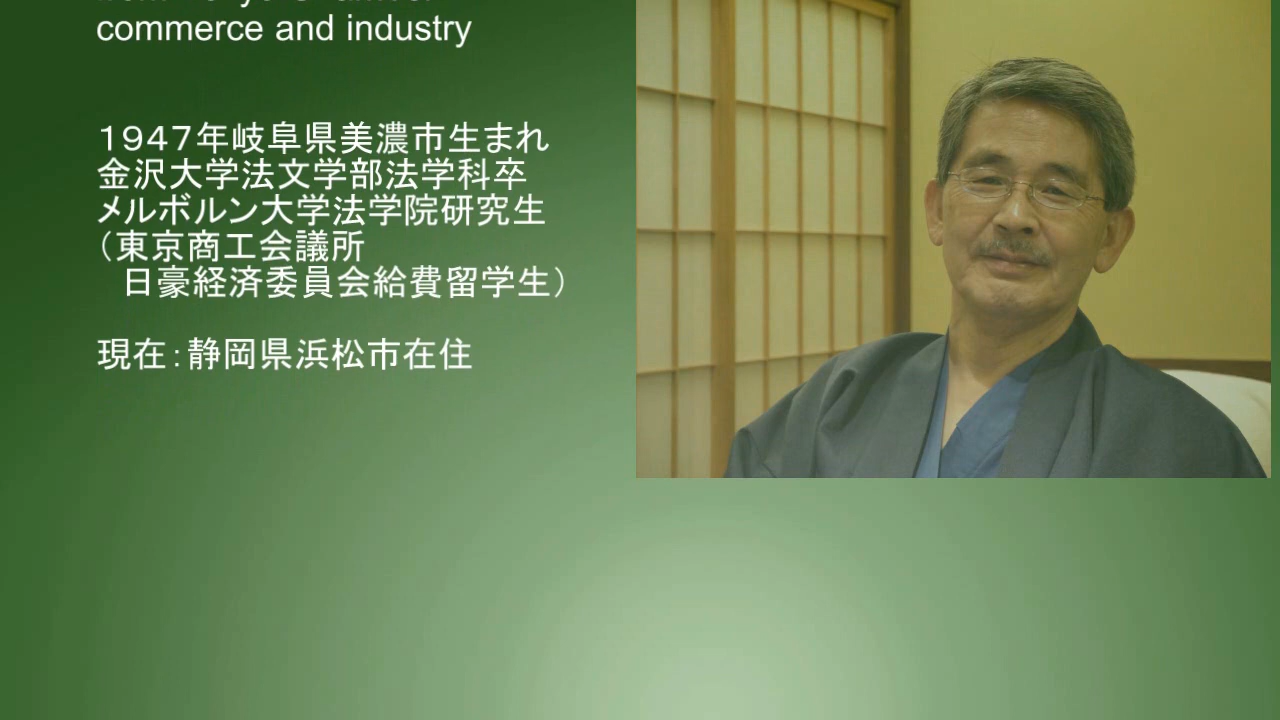 commerce and industry
1947年岐阜県美濃市生まれ
金沢大学法文学部法学科卒
メルボルン大学法学院研究生
(東京商工会議所
日豪経済委員会給費留学生)
現在:静岡県浜松市在住